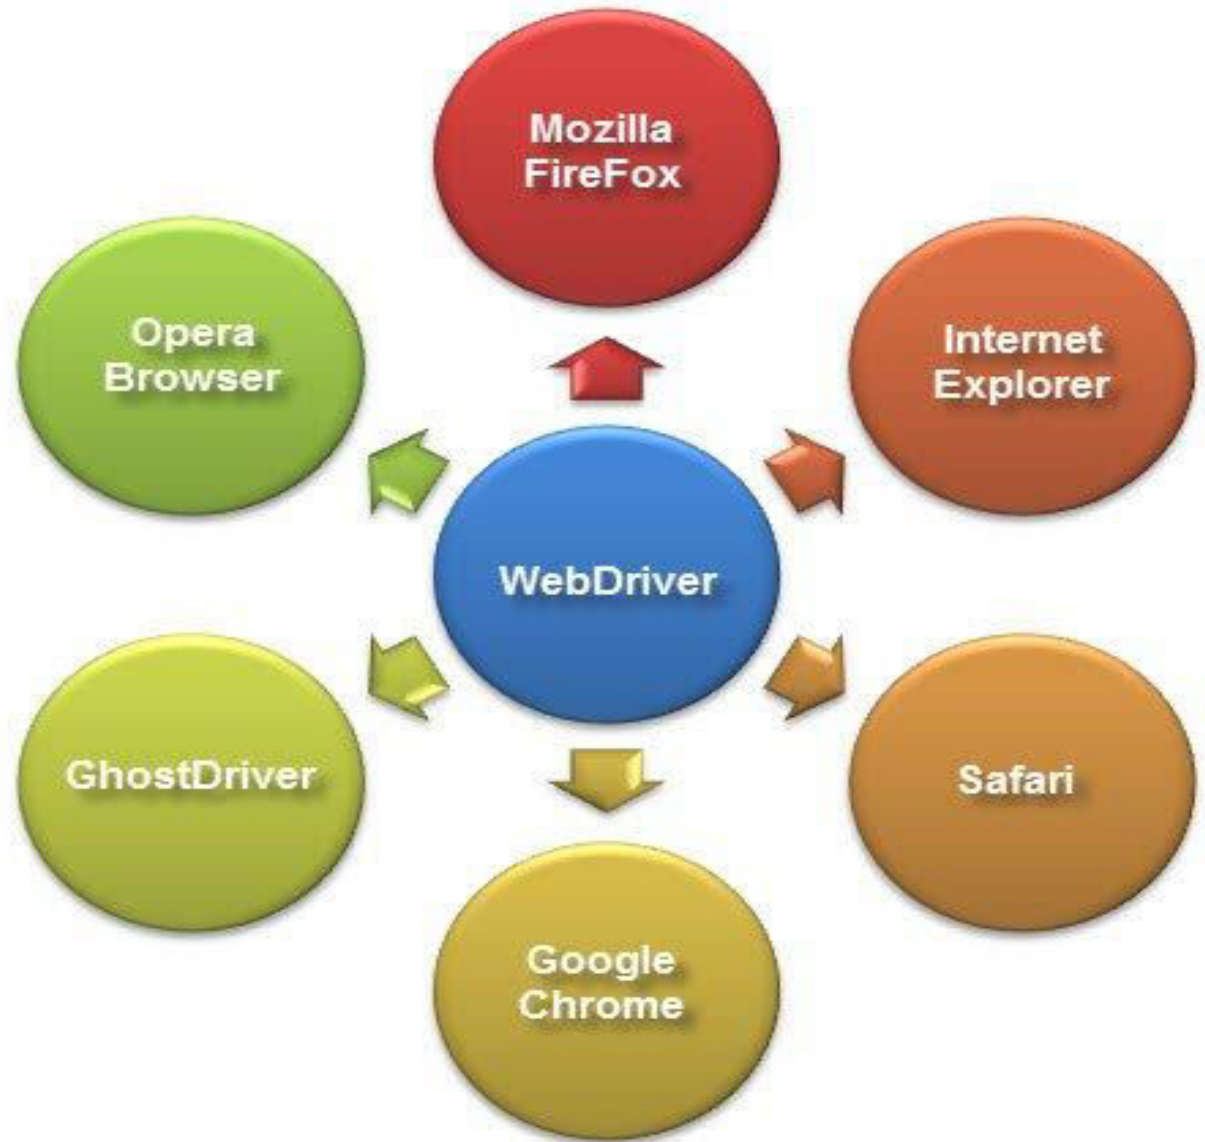 Mozilla
FireFox
Opera
Browser
Internet
Explorer
WebDriver
GhostDriver
Safari
Google
Chrome